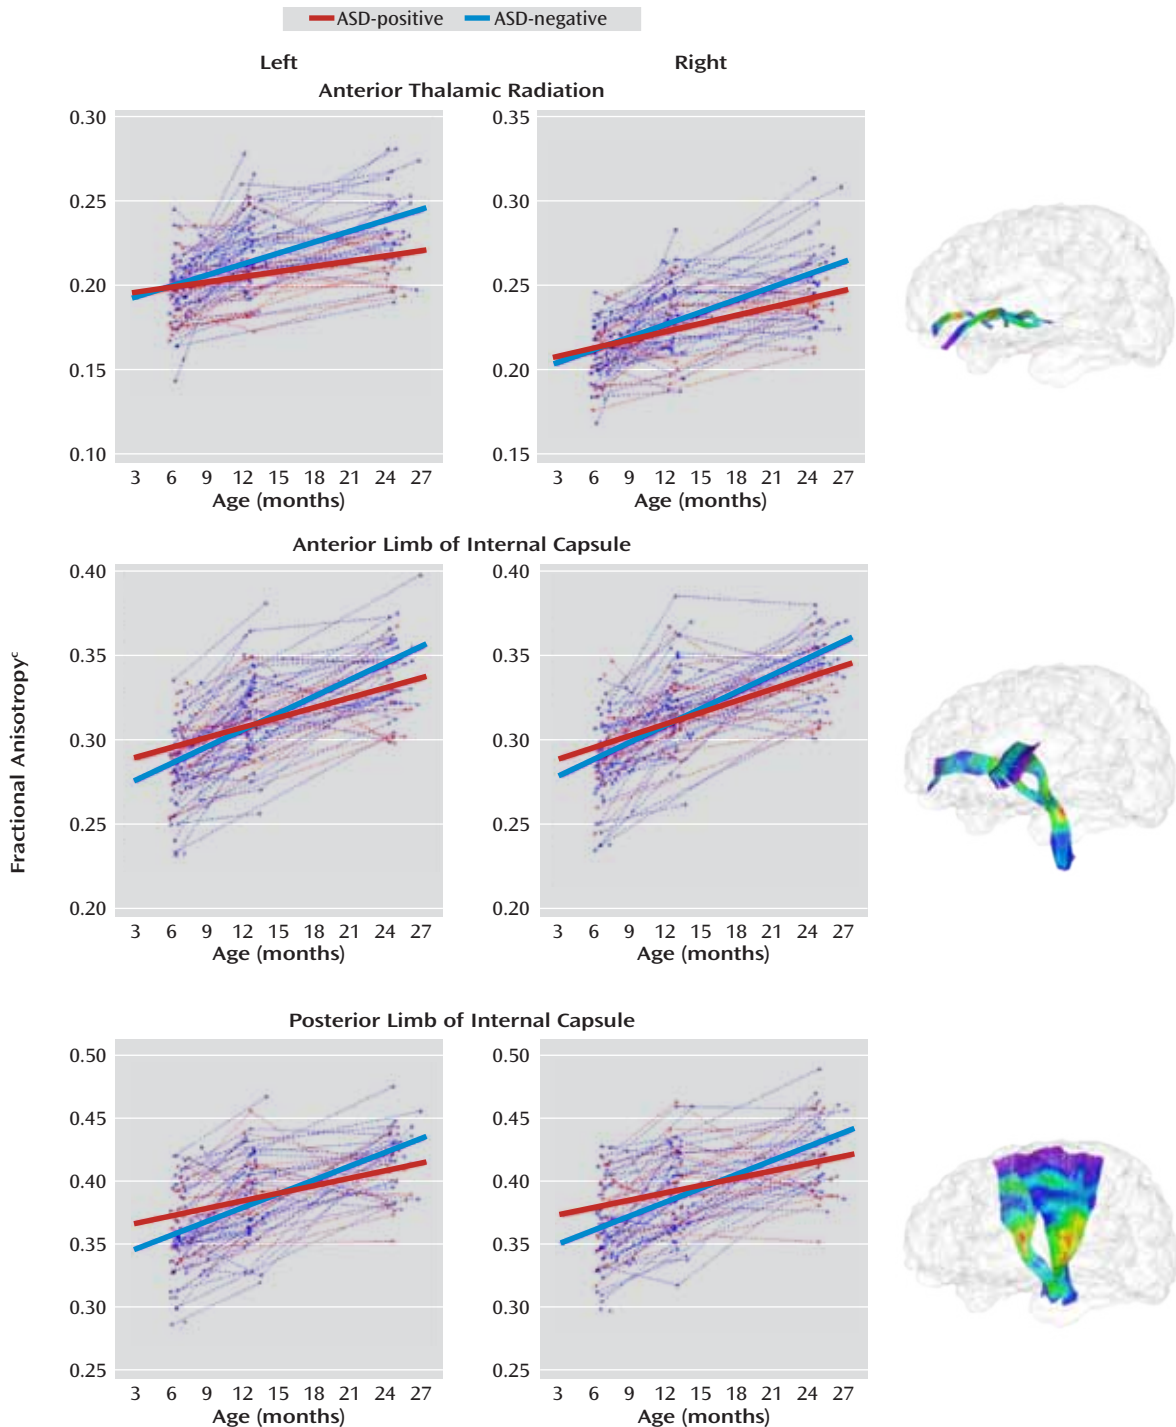 ASD-positive ASD-negative
Left Right
Anterior Thalamic Radiation
0.30
0.25
0.20
0.15
0.10
3 6 9 12 15 18 21 24 27
Age (months)
0.35
0.30
0.25
0.20
0.15
3 6 9 12 15 18 21 24 27
Age (months)
Anterior Limb of Internal Capsule
Fractional Anisotropyᶜ
0.40
0.35
0.30
0.25
0.20
3 6 9 12 15 18 21 24 27
Age (months)
0.40
0.35
0.30
0.25
0.20
3 6 9 12 15 18 21 24 27
Age (months)
Posterior Limb of Internal Capsule
0.50
0.45
0.40
0.35
0.30
0.25
3 6 9 12 15 18 21 24 27
Age (months)
0.50
0.45
0.40
0.35
0.30
0.25
3 6 9 12 15 18 21 24 27
Age (months)